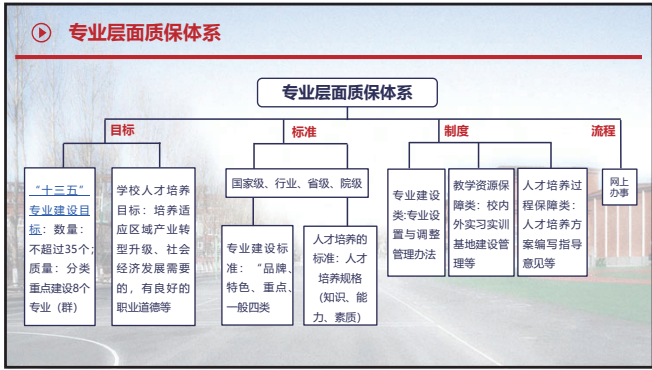 专业层面质保体系
专业层面质保体系
目标
标准
制度
流程
“十三五”
专业建设目
标：数量：
不超过35个;
质量：分类
重点建设8个
专业（群）
学校人才培养
目标：培养适
应区域产业转
型升级、社会
经济发展需要
的，有良好的
职业道德等
国家级、行业、省级、院级
专业建设标
准：“品牌、
特色、重点、
一般四类
人才培养的
标准：人才
培养规格
（知识、能
力、素质）
专业建设
类:专业设
置与调整
管理办法
教学资源保
障类：校内
外实习实训
基地建设管
理等
人才培养过
程保障类：
人才培养方
案编写指导
意见等
网上
办事